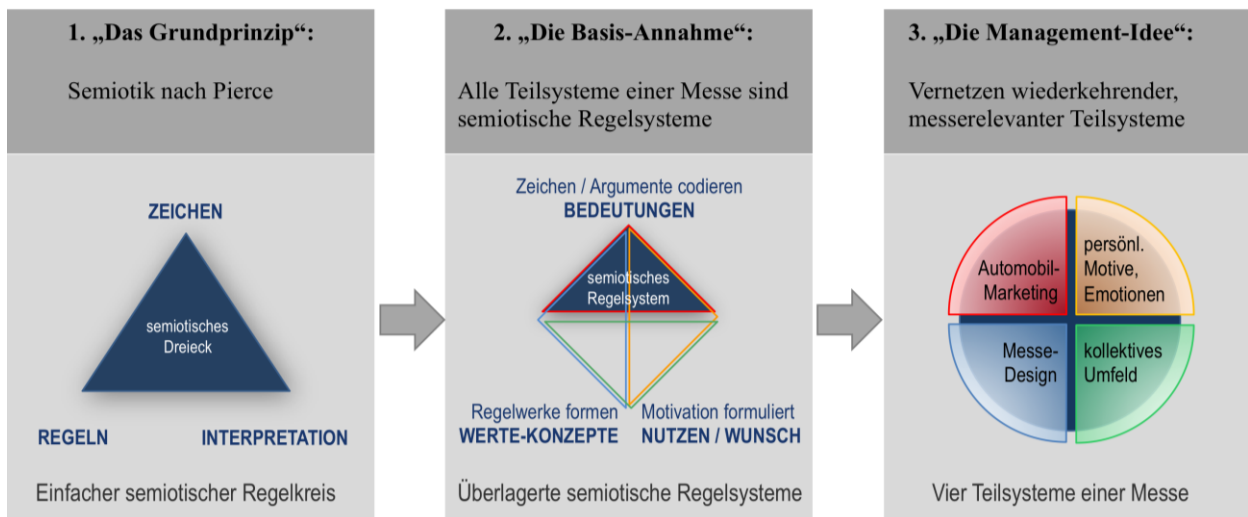 1. „Das Grundprinzip“:
Semiotik nach Pierce
ZEICHEN
semiotisches
Dreieck
REGELN
INTERPRETATION
Einfacher semiotischer Regelkreis
2. „Die Basis-Annahme“:
Alle Teilsysteme einer Messe sind
semiotische Regelsysteme
Zeichen / Argumente codieren
BEDEUTUNGEN
semiotisches
Regelsystem
Regelwerke formen
WERTE-KONZEPTE
Motivation formuliert
NUTZEN / WUNSCH
Überlagerte semiotische Regelsysteme
3. „Die Management-Idee“:
Vernetzen wiederkehrender,
messerelevanter Teilsysteme
Automobil-
Marketing
persönl.
Motive,
Emotionen
Messe-
Design
kollektives
Umfeld
Vier Teilsysteme einer Messe